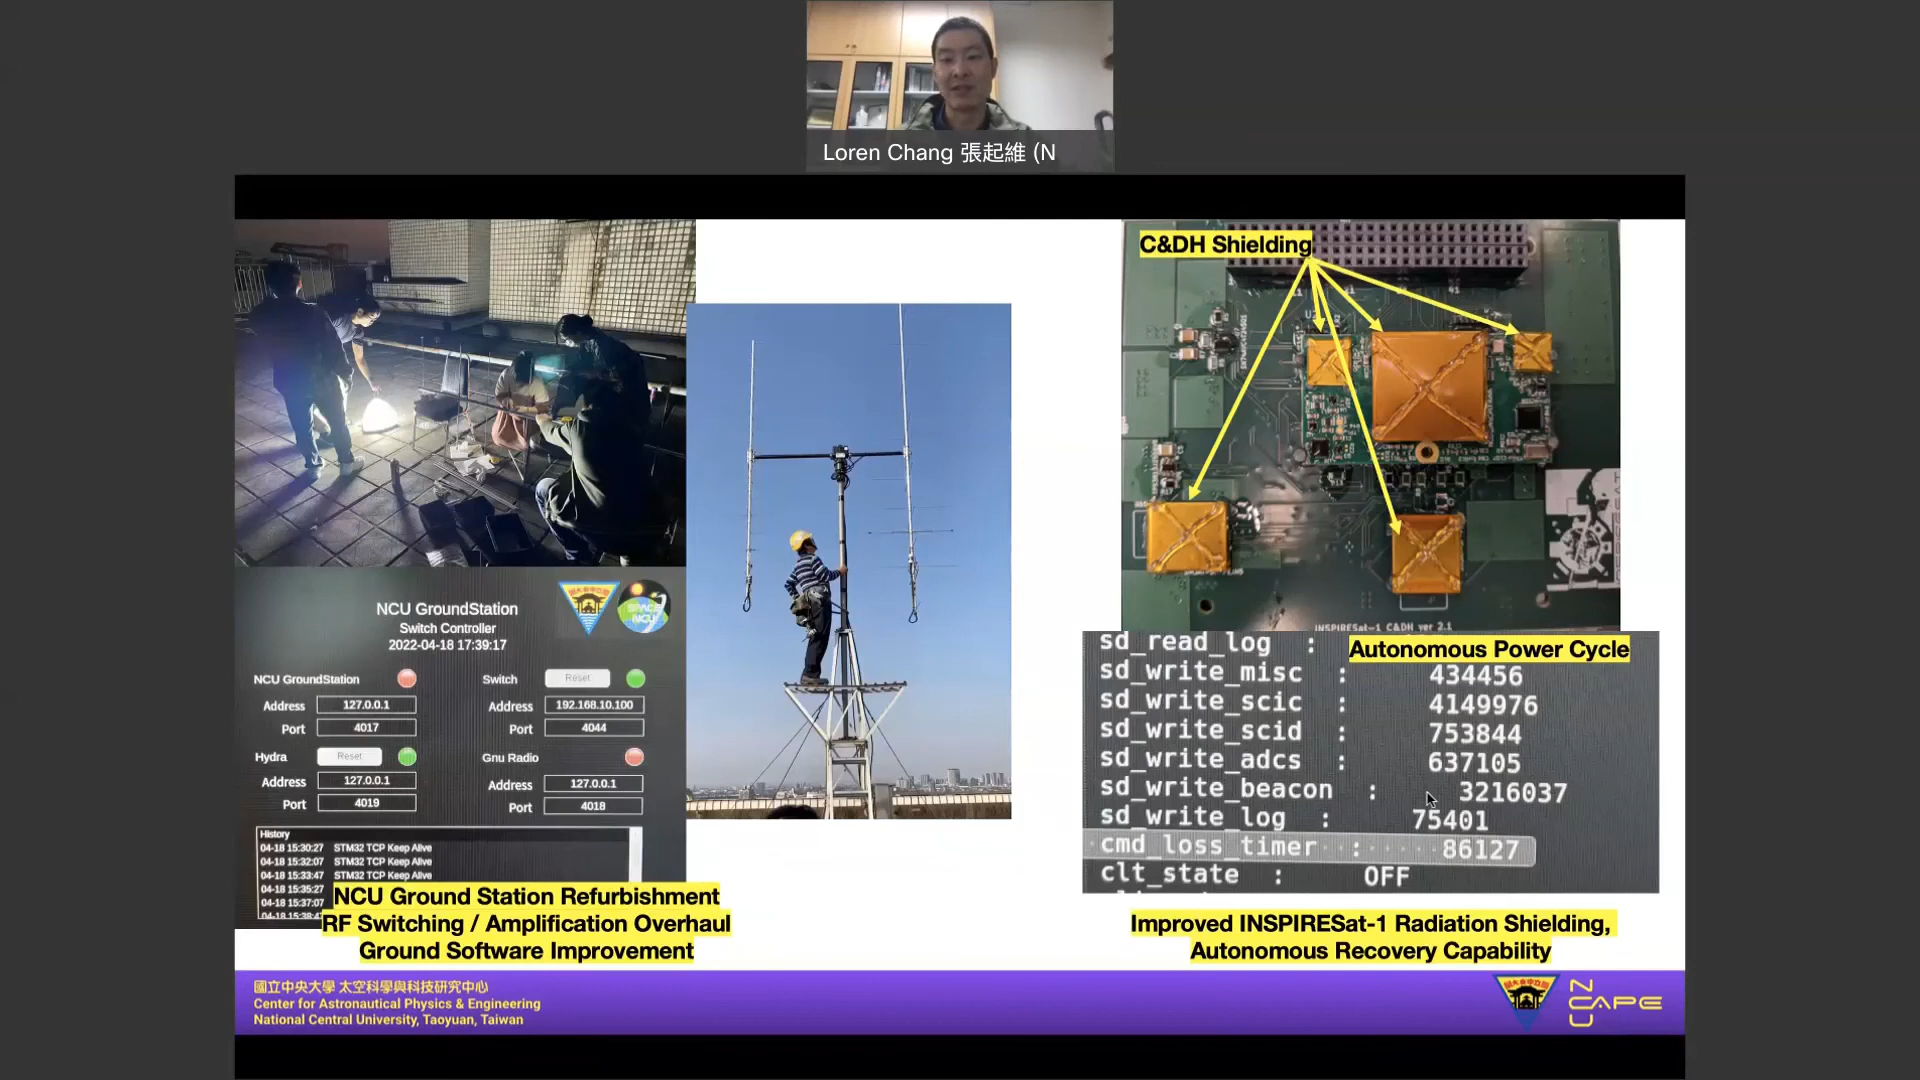 Loren Chang 張起維 (N
C&DH Shielding
INSPIRESat-1 C&DH ver 2.1
NCU GroundStation
Switch Controller
2022-04-18 17:39:17
NCU GroundStation
Address 127.0.0.1
Port 4017
Switch Reset
Address 192.168.10.100
Port 4044
Hydra Reset
Address 127.0.0.1
Port 4019
Gnu Radio
Address 127.0.0.1
Port 4018
History
04-18 15:30:27 STM32 TCP Keep Alive
04-18 15:32:07 STM32 TCP Keep Alive
04-18 15:33:47 STM32 TCP Keep Alive
04-18 15:35:27
04-18 15:37:07
NCU Ground Station Refurbishment
RF Switching / Amplification Overhaul
Ground Software Improvement
Autonomous Power Cycle
sd_read_log :
sd_write_misc : 434456
sd_write_scic : 4149976
sd_write_scid : 753844
sd_write_adcs : 637105
sd_write_beacon : 3216037
sd_write_log : 75401
cmd_loss_timer : 86127
clt_state : OFF
Improved INSPIRESat-1 Radiation Shielding,
Autonomous Recovery Capability
國立中央大學 太空科學與科技研究中心
Center for Astronautical Physics & Engineering
National Central University, Taoyuan, Taiwan
N
CAPE
U